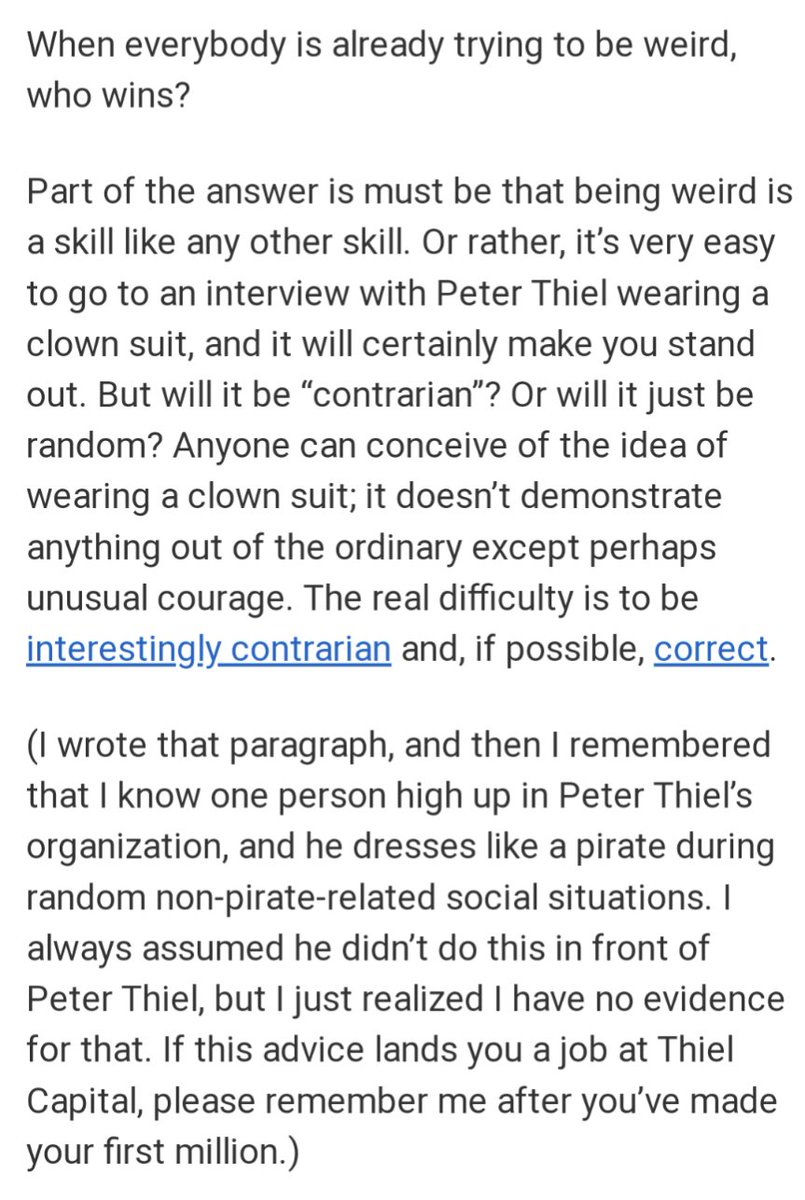 When everybody is already trying to be weird,
who wins?
Part of the answer is must be that being weird is
a skill like any other skill. Or rather, it’s very easy
to go to an interview with Peter Thiel wearing a
clown suit, and it will certainly make you stand
out. But will it be “contrarian”? Or will it just be
random? Anyone can conceive of the idea of
wearing a clown suit; it doesn’t demonstrate
anything out of the ordinary except perhaps
unusual courage. The real difficulty is to be
interestingly contrarian and, if possible, correct.
(I wrote that paragraph, and then I remembered
that I know one person high up in Peter Thiel’s
organization, and he dresses like a pirate during
random non-pirate-related social situations. I
always assumed he didn’t do this in front of
Peter Thiel, but I just realized I have no evidence
for that. If this advice lands you a job at Thiel
Capital, please remember me after you’ve made
your first million.)